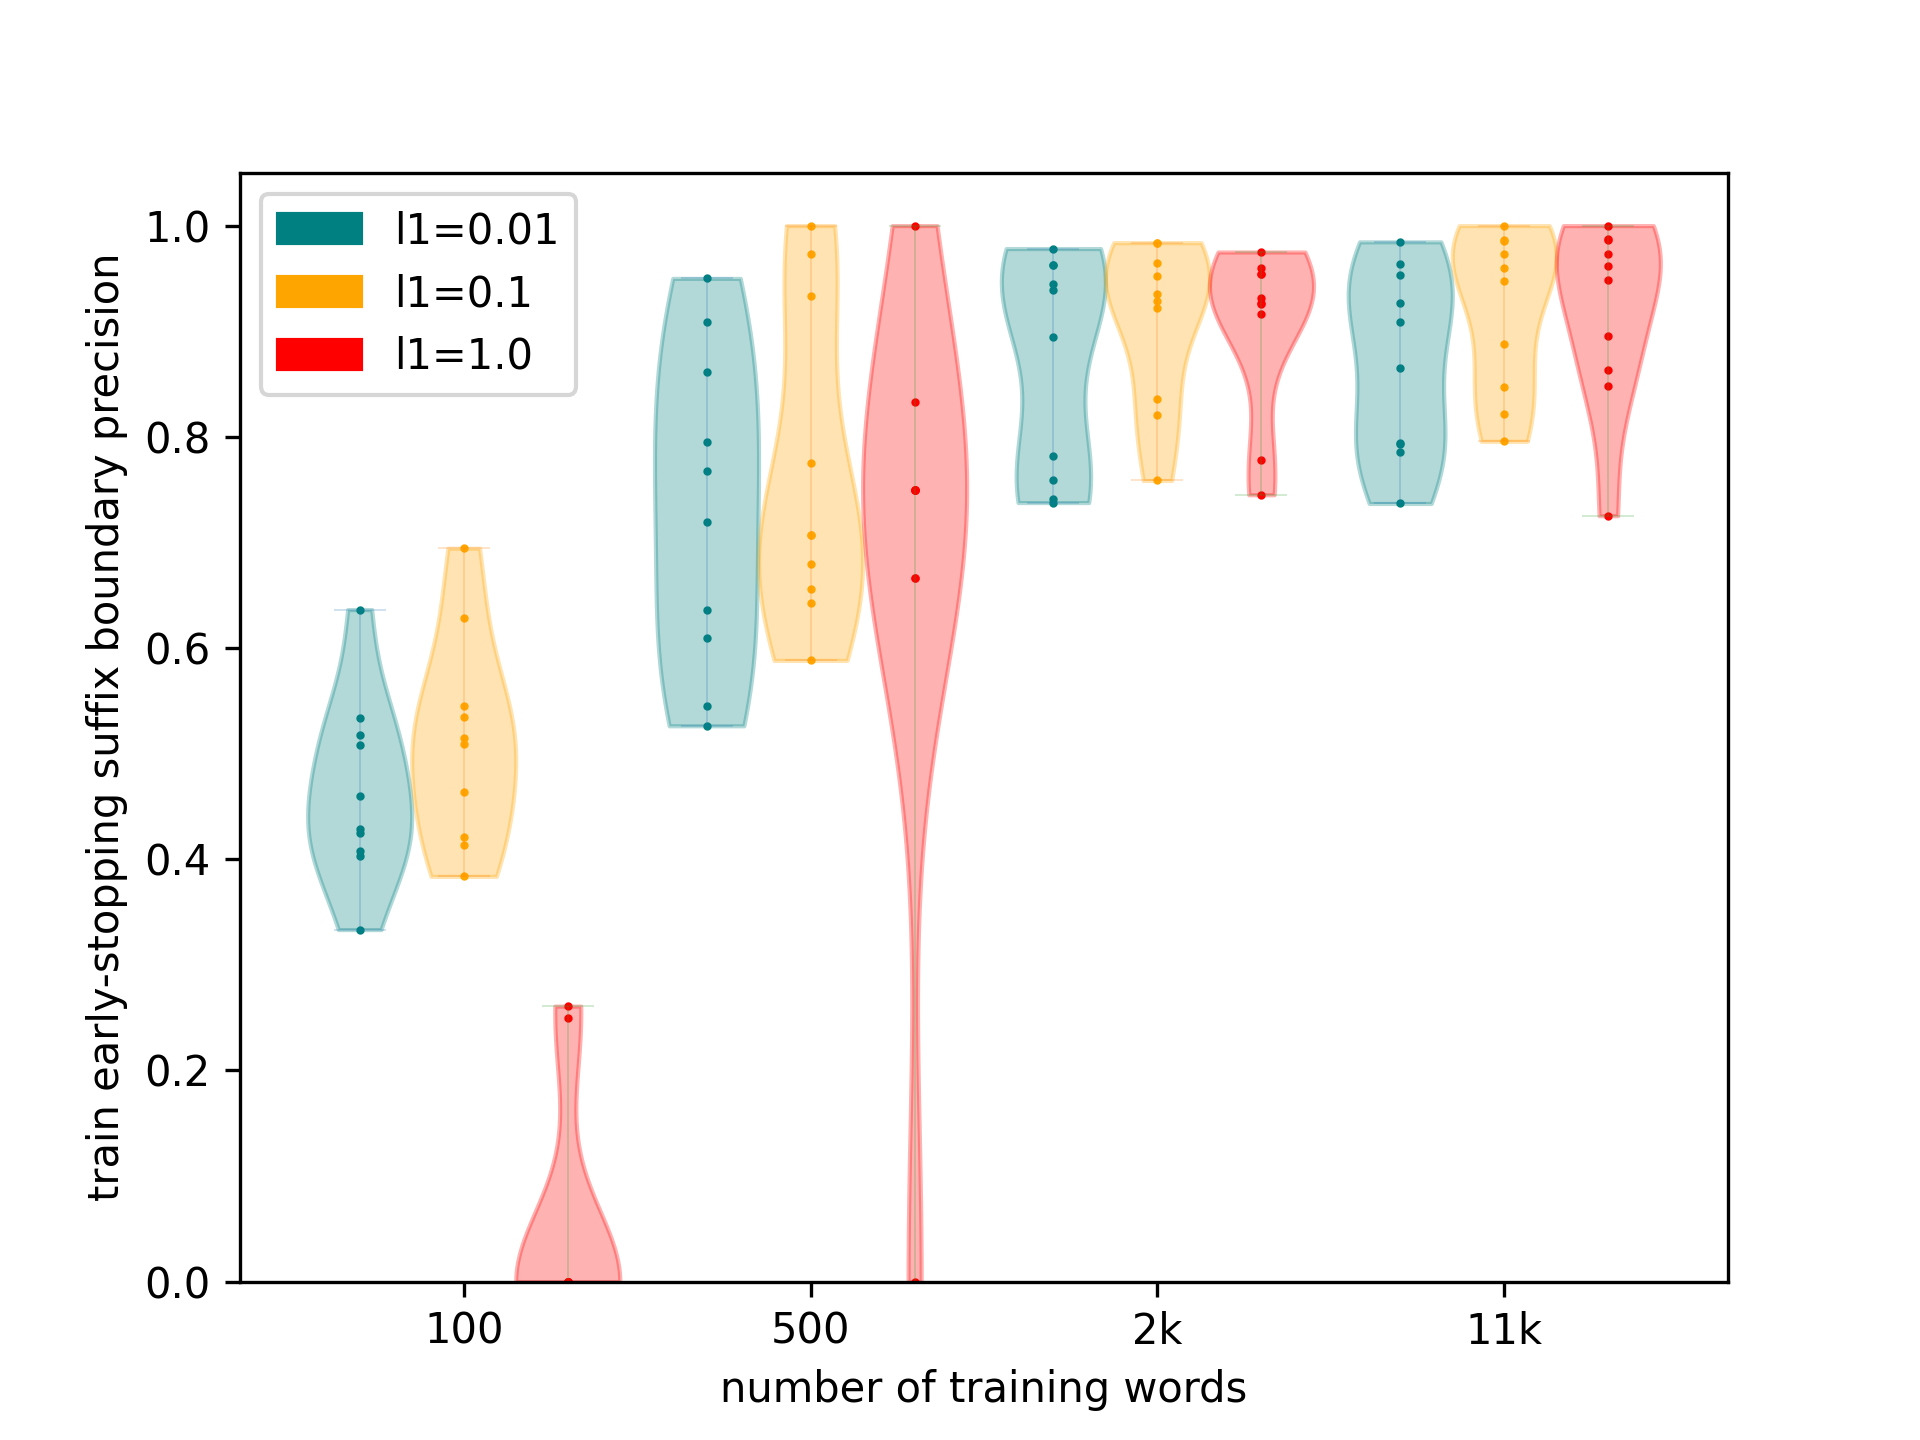 l1=0.01
l1=0.1
l1=1.0
1.0
0.8
0.6
0.4
0.2
0.0
train early-stopping suffix boundary precision
100 500 2k 11k
number of training words